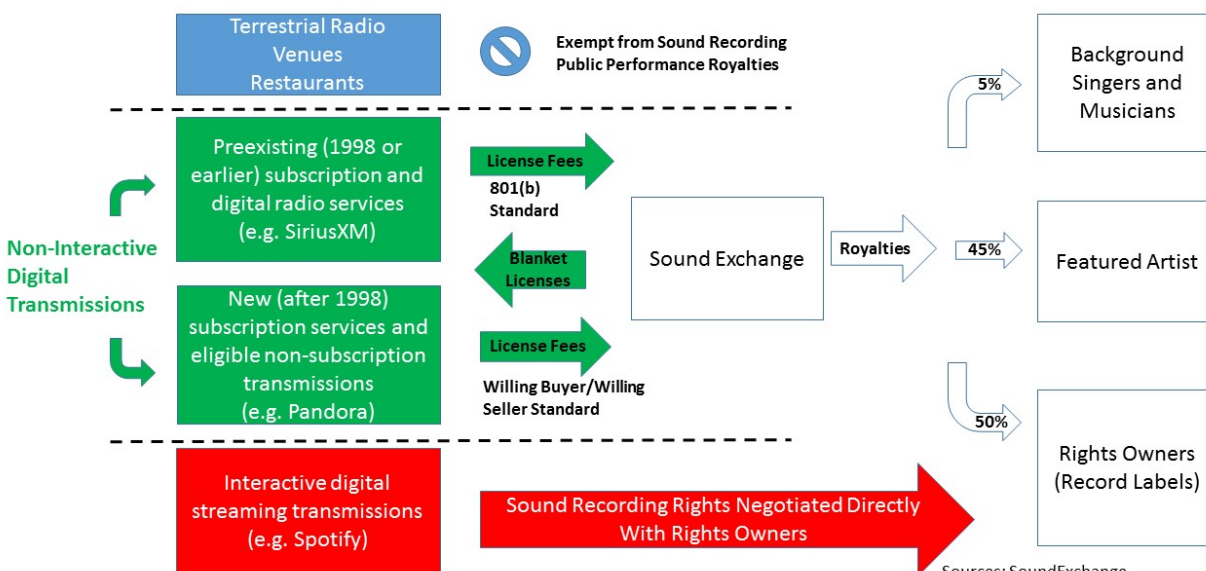 Terrestrial Radio
Venues
Restaurants
Exempt from Sound Recording
Public Performance Royalties
Non-Interactive
Digital
Transmissions
Preexisting (1998 or
earlier) subscription and
digital radio services
(e.g. SiriusXM)
New (after 1998)
subscription services and
eligible non-subscription
transmissions
(e.g. Pandora)
License Fees
801(b)
Standard
Blanket
Licenses
License Fees
Willing Buyer/Willing
Seller Standard
Sound Exchange
Royalties
5%
45%
50%
Background
Singers and
Musicians
Featured Artist
Rights Owners
(Record Labels)
Interactive digital
streaming transmissions
(e.g. Spotify)
Sound Recording Rights Negotiated Directly
With Rights Owners
Sources: SoundExchange